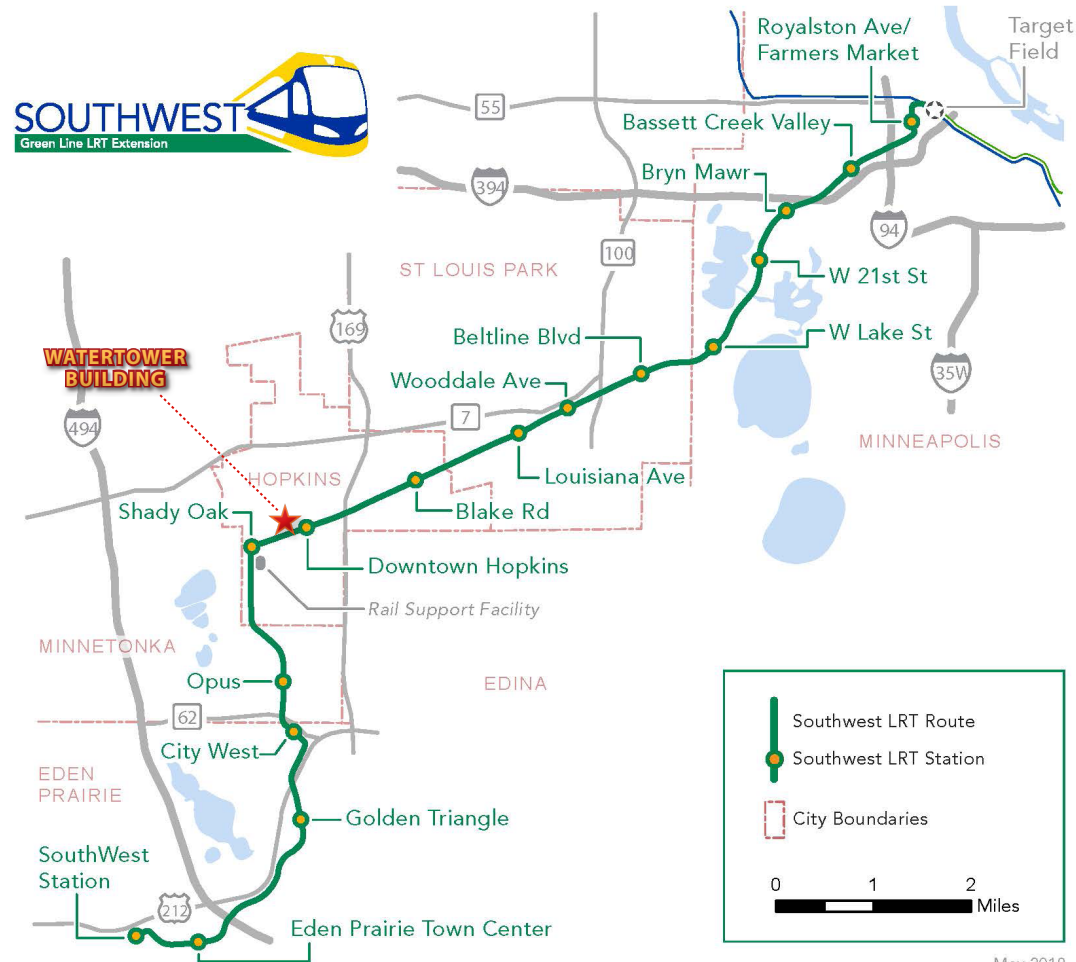 SOUTHWEST
Green Line LRT Extension
Royalston Ave/
Farmers Market
Target
Field
55
Bassett Creek Valley
394
Bryn Mawr
94
100
ST LOUIS PARK
W 21st St
169
Beltline Blvd
W Lake St
WATERTOWER
BUILDING
Wooddale Ave
35W
494
7
MINNEAPOLIS
HOPKINS
Louisiana Ave
Shady Oak
Blake Rd
Downtown Hopkins
Rail Support Facility
MINNETONKA
Opus
EDINA
62
City West
EDEN
PRAIRIE
Golden Triangle
SouthWest
Station
212
Eden Prairie Town Center
Southwest LRT Route
Southwest LRT Station
City Boundaries
0 1 2
Miles